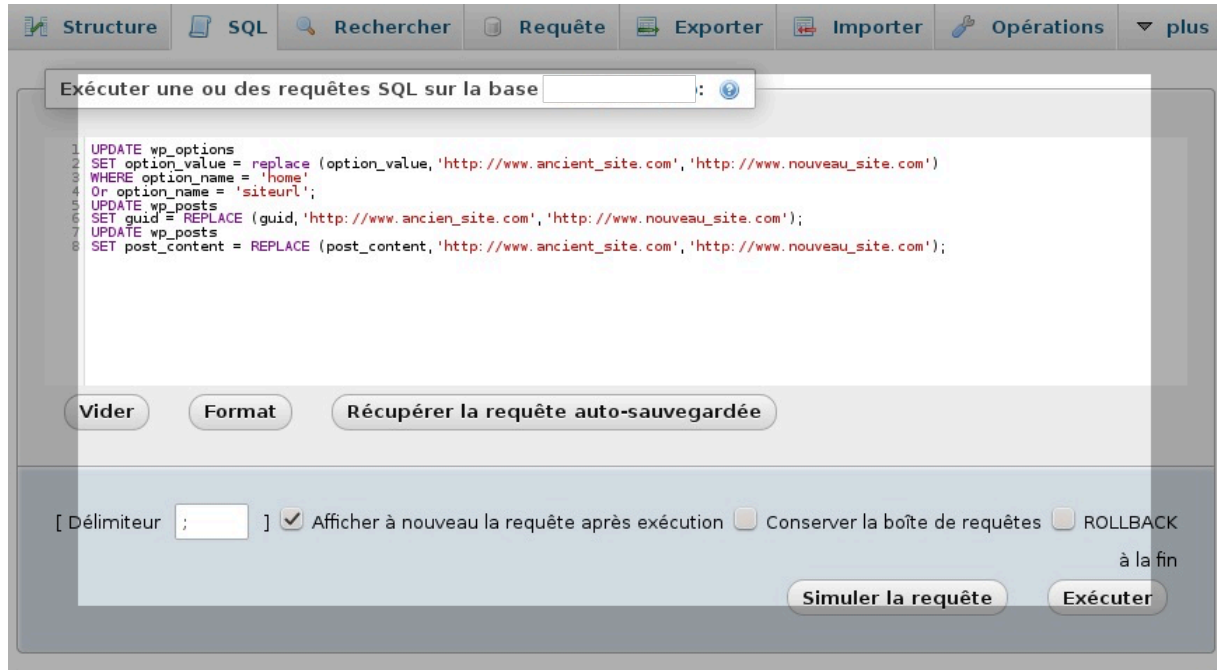 Structure SQL Rechercher Requête Exporter Importer Opérations plus
Exécuter une ou des requêtes SQL sur la base :
1 UPDATE wp_options
2 SET option_value = replace (option_value,'http://www.ancient_site.com','http://www.nouveau_site.com')
3 WHERE option_name = 'home'
4 Or option_name = 'siteurl';
5 UPDATE wp_posts
6 SET guid = REPLACE (guid,'http://www.ancien_site.com','http://www.nouveau_site.com');
7 UPDATE wp_posts
8 SET post_content = REPLACE (post_content,'http://www.ancient_site.com','http://www.nouveau_site.com');
Vider Format Récupérer la requête auto-sauvegardée
[ Délimiteur ; ] Afficher à nouveau la requête après exécution Conserver la boîte de requêtes ROLLBACK
à la fin
Simuler la requête Exécuter